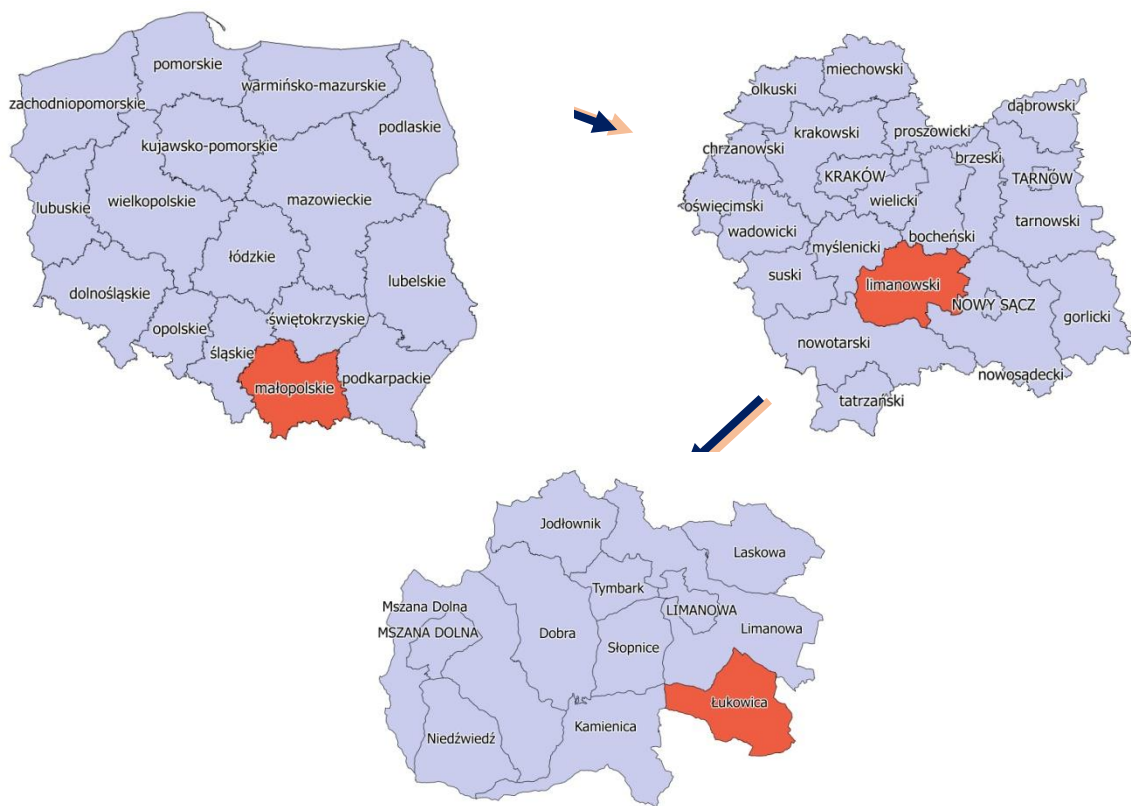 pomorskie
warmińsko-mazurskie
zachodniopomorskie
podlaskie
kujawsko-pomorskie
mazowieckie
wielkopolskie
lubuskie
łódzkie
lubelskie
dolnośląskie
świętokrzyskie
opolskie
śląskie
małopolskie
podkarpackie
miechowski
olkuski
dąbrowski
krakowski
proszowicki
chrzanowski
brzeski
KRAKÓW
TARNÓW
wielicki
oświęcimski
tarnowski
wadowicki
bocheński
myślenicki
suski
limanowski
NOWY SĄCZ
gorlicki
nowotarski
nowosądecki
tatrzański
Jodłownik
Laskowa
Tymbark
Mszana Dolna
LIMANOWA
MSZANA DOLNA
Dobra
Limanowa
Słopnice
Łukowica
Kamienica
Niedźwiedź